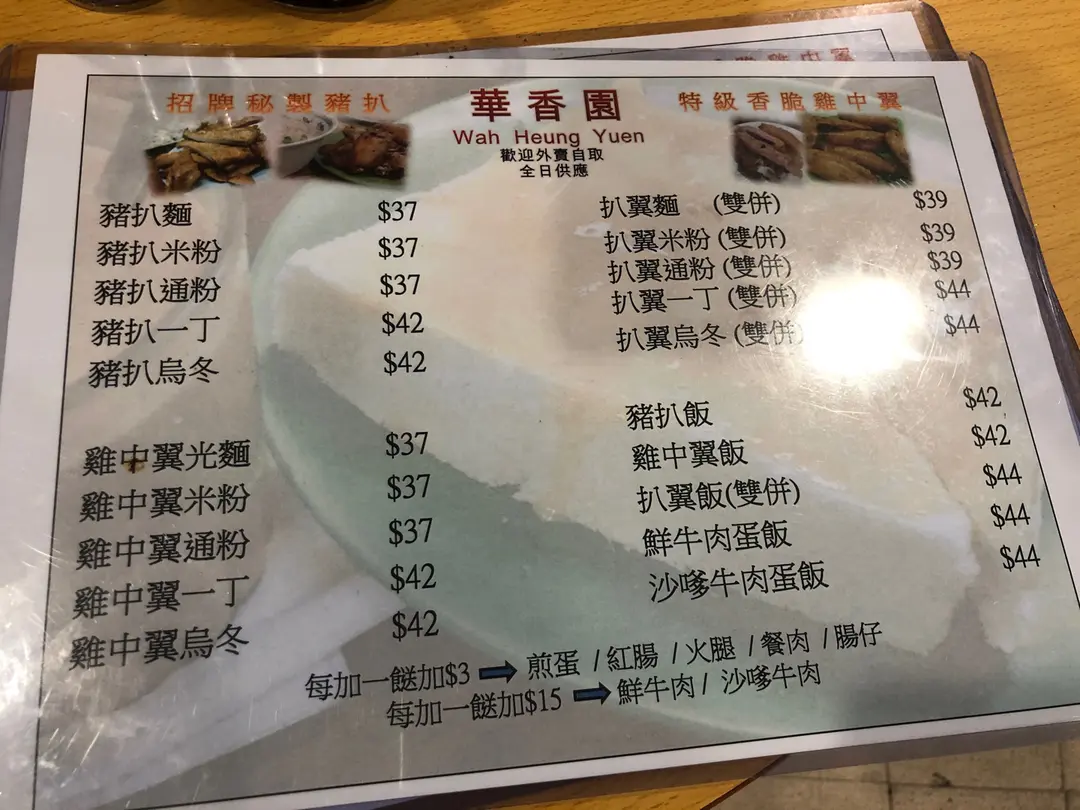 招牌秘製豬扒
華香園
Wah Heung Yuen
歡迎外賣自取
全日供應
特級香脆雞中翼
豬扒麵 $37
豬扒米粉 $37
豬扒通粉 $37
豬扒一丁 $42
豬扒烏冬 $42
雞中翼光麵 $37
雞中翼米粉 $37
雞中翼通粉 $37
雞中翼一丁 $42
雞中翼烏冬 $42
扒翼麵 (雙併) $39
扒翼米粉 (雙併) $39
扒翼通粉 (雙併) $39
扒翼一丁 (雙併) $44
扒翼烏冬 (雙併) $44
豬扒飯 $42
雞中翼飯 $42
扒翼飯(雙併) $44
鮮牛肉蛋飯 $44
沙嗲牛肉蛋飯 $44
每加一餸加$3 ➡ 煎蛋 / 紅腸 / 火腿 / 餐肉 / 腸仔
每加一餸加$15 ➡ 鮮牛肉 / 沙嗲牛肉